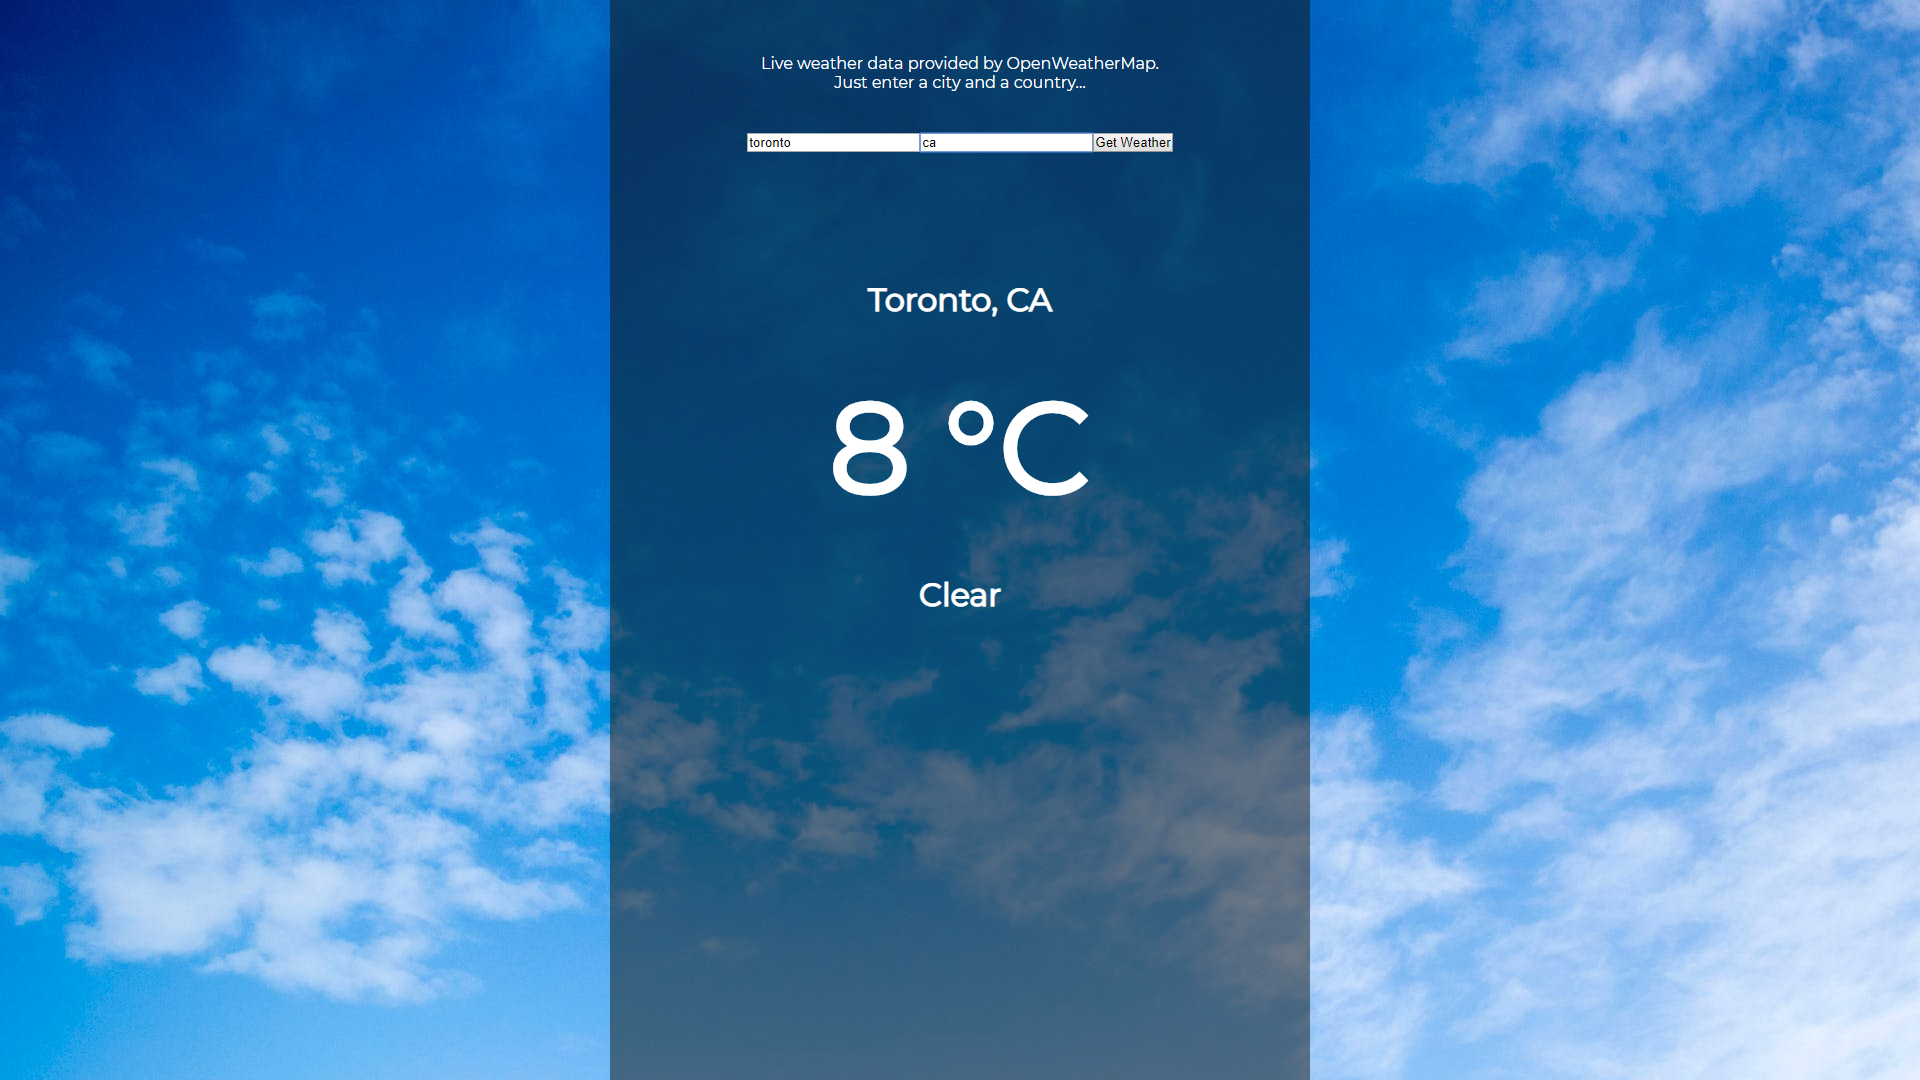 Live weather data provided by OpenWeatherMap.
Just enter a city and a country...
toronto ca Get Weather
Toronto, CA
8 °C
Clear